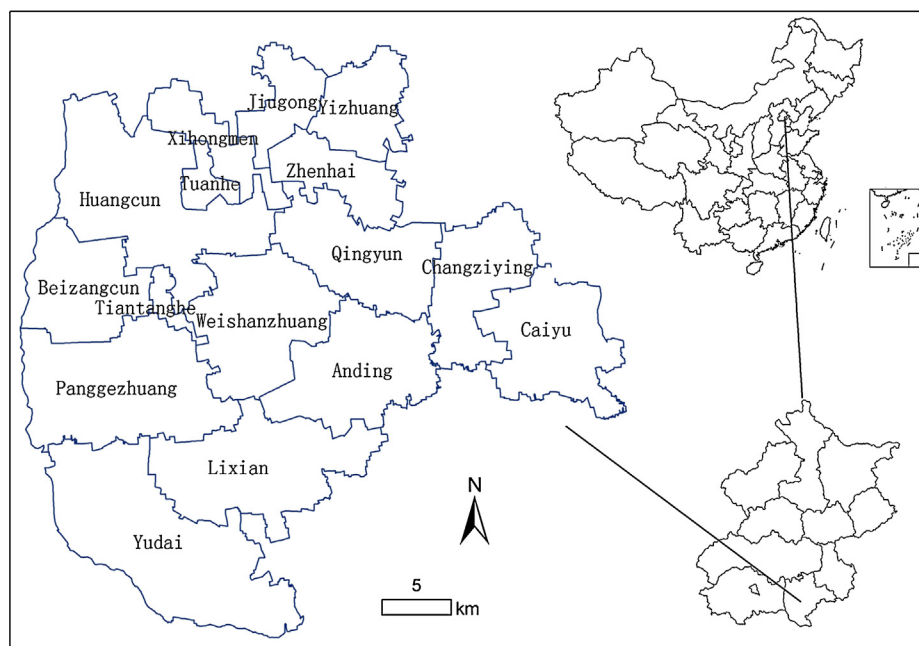 Jiugong
Yizhuang
Xihongmen
Zhenhai
Tuanhe
Huangcun
Qingyun
Changziying
Beizangcun
Tiantanghe
Weishanzhuang
Caiyu
Anding
Panggezhuang
Lixian
N
Yudai
5
km